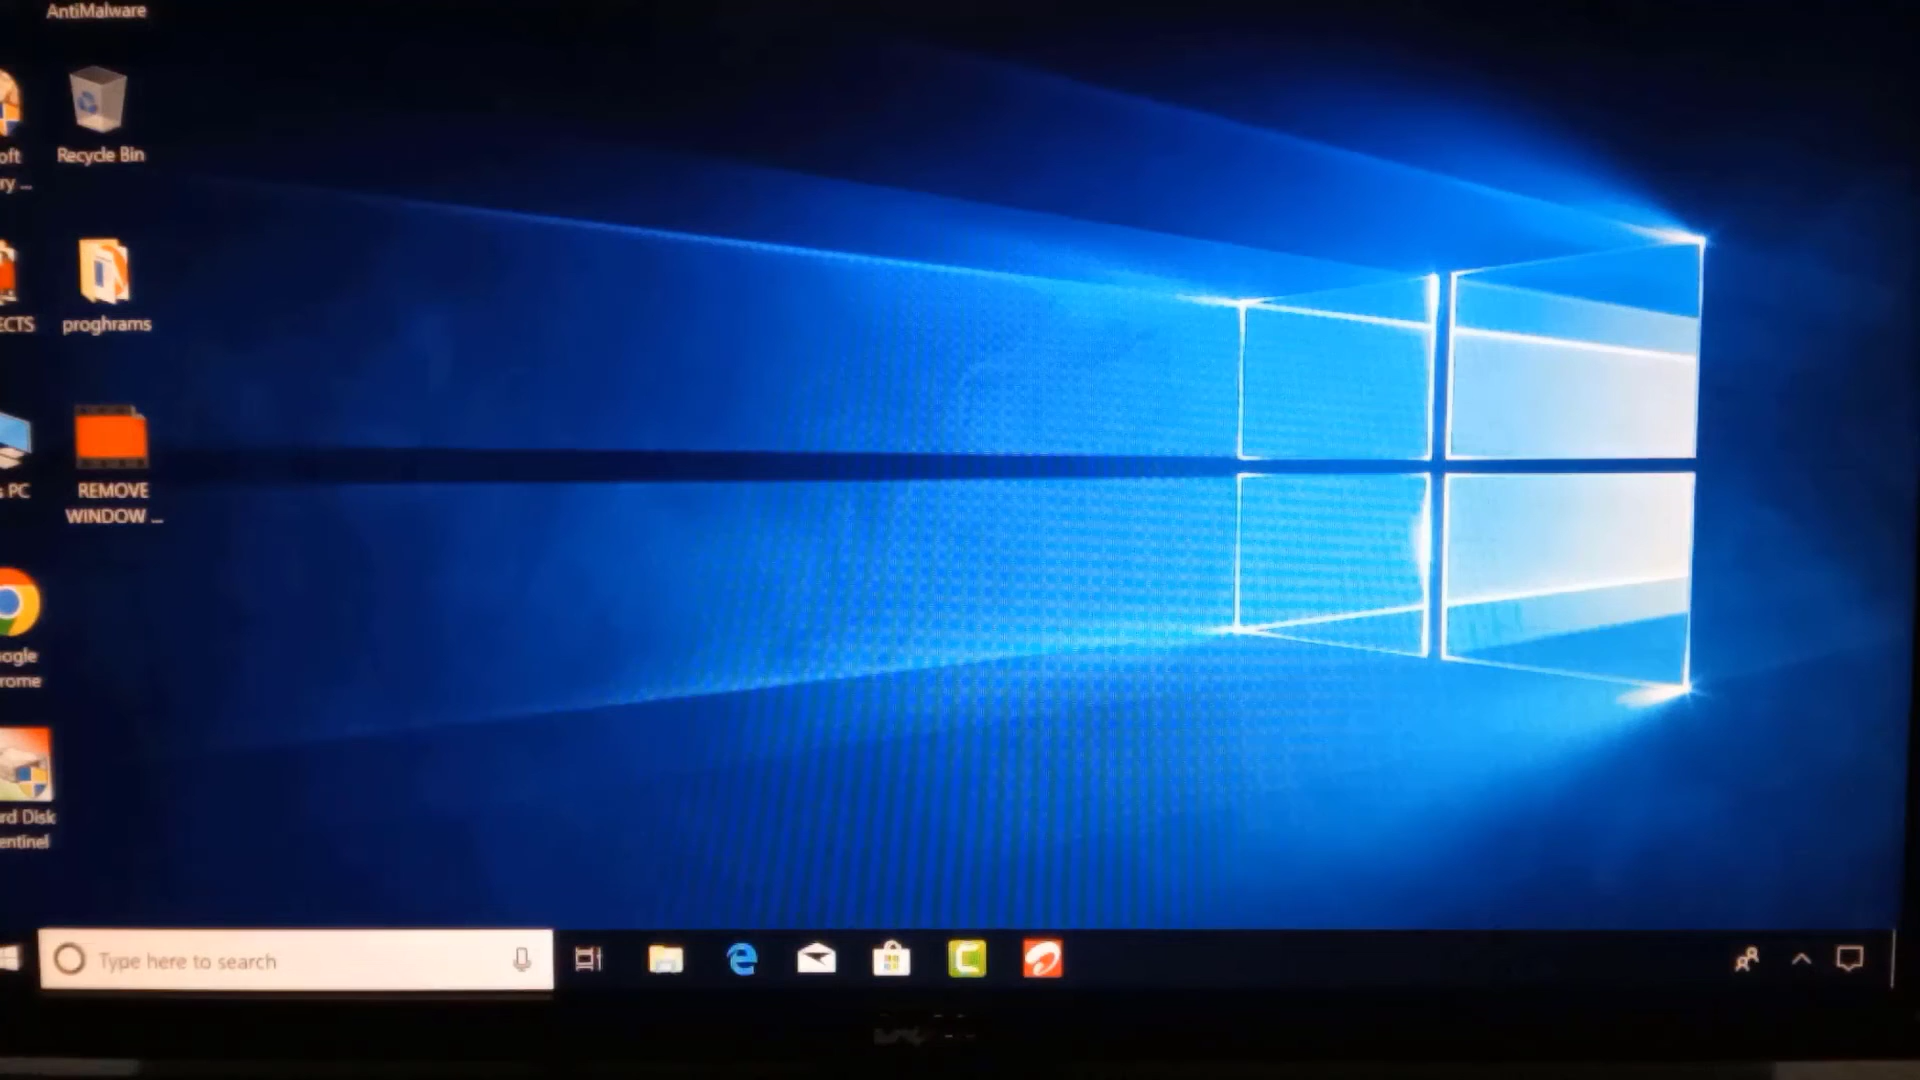 AntiMalware
Recycle Bin
oft
ry ...
proghrams
ECTS
REMOVE
WINDOW ...
s PC
ogle
rome
rd Disk
entinel
Type here to search